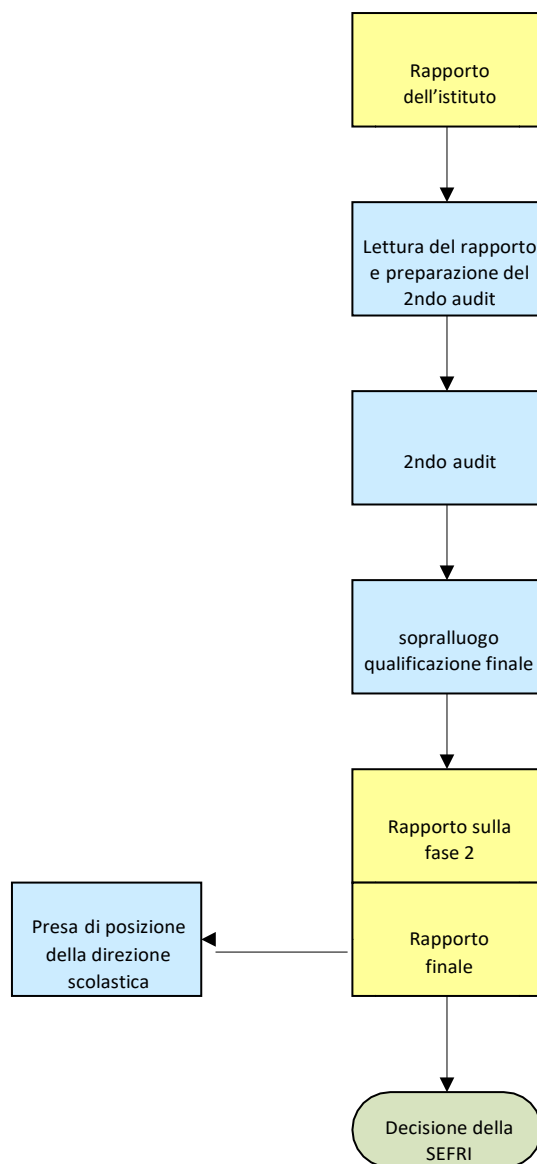 Rapporto
dell’istituto
Lettura del rapporto
e preparazione del
2ndo audit
2ndo audit
sopralluogo
qualificazione finale
Rapporto sulla
fase 2
Presa di posizione
della direzione
scolastica
Rapporto
finale
Decisione della
SEFRI